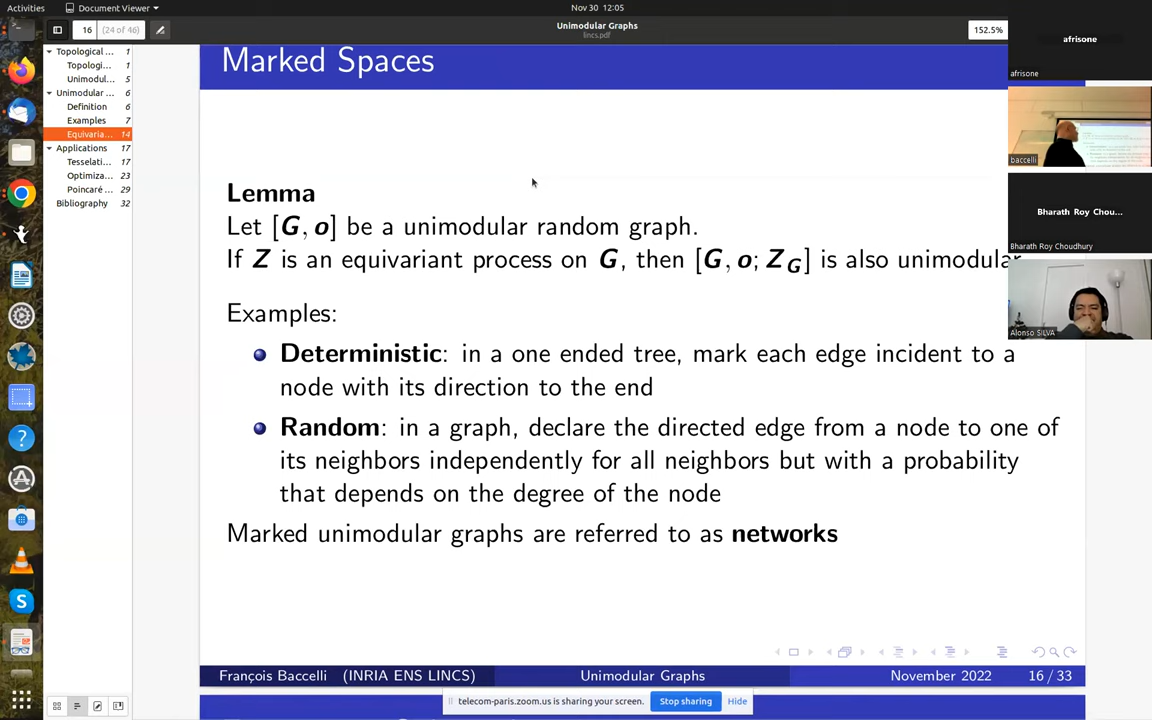 Activities
Document Viewer
Nov 30 12:05
16
(24 of 46)
Unimodular Graphs
lincs.pdf
152.5%
Topological ... 1
Topologi... 1
Unimodul... 5
Unimodular ... 6
Definition 6
Examples 7
Equivaria... 14
Applications 17
Tesselati... 17
Optimiza... 23
Poincaré ... 29
Bibliography 32
Marked Spaces
Lemma
Let [G, o] be a unimodular random graph.
If Z is an equivariant process on G, then [G, o; Z_G] is also unimodular
Examples:
Deterministic: in a one ended tree, mark each edge incident to a
node with its direction to the end
Random: in a graph, declare the directed edge from a node to one of
its neighbors independently for all neighbors but with a probability
that depends on the degree of the node
Marked unimodular graphs are referred to as networks
François Baccelli (INRIA ENS LINCS)
Unimodular Graphs
November 2022
16 / 33
telecom-paris.zoom.us is sharing your screen.
Stop sharing
Hide
afrisone
afrisone
baccelli
Bharath Roy Chou...
Bharath Roy Choudhury
Alonso SILVA